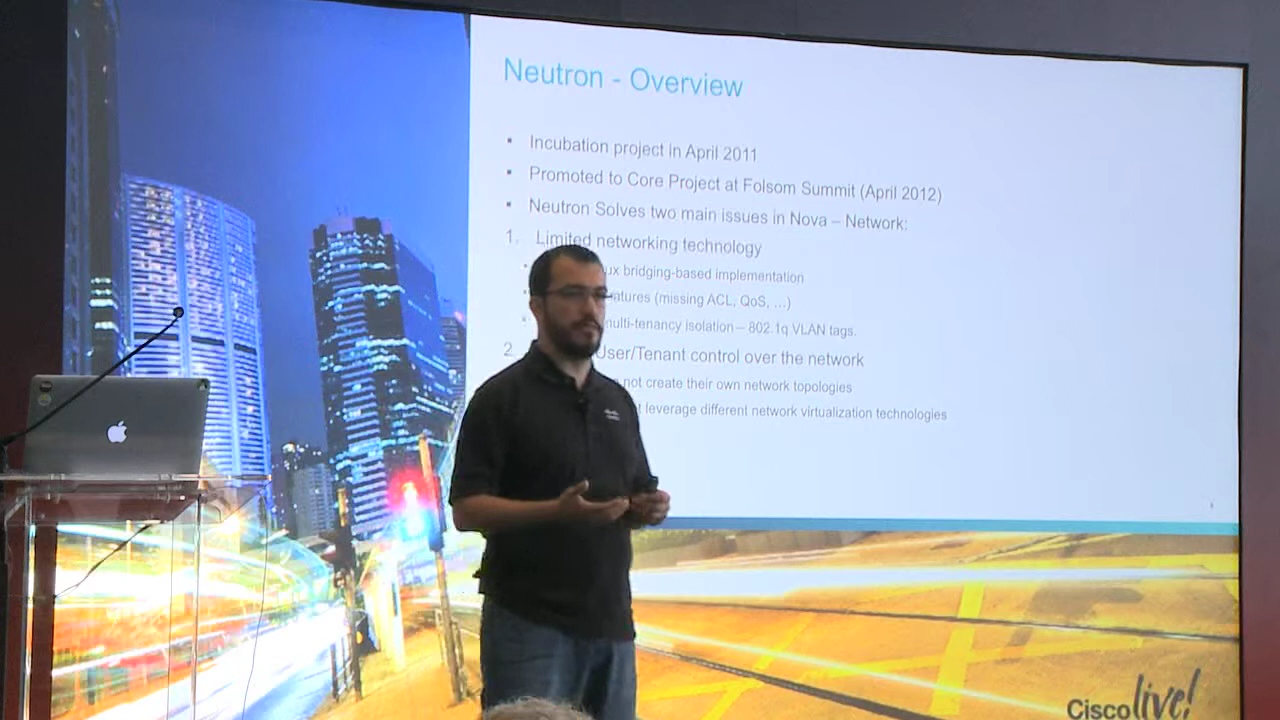 Neutron - Overview
▪ Incubation project in April 2011
▪ Promoted to Core Project at Folsom Summit (April 2012)
▪ Neutron Solves two main issues in Nova – Network:
1. Limited networking technology
bridging-based implementation
(missing ACL, QoS, ...)
multi-tenancy isolation – 802.1q VLAN tags.
2. User/Tenant control over the network
not create their own network topologies
leverage different network virtualization technologies
Cisco live!